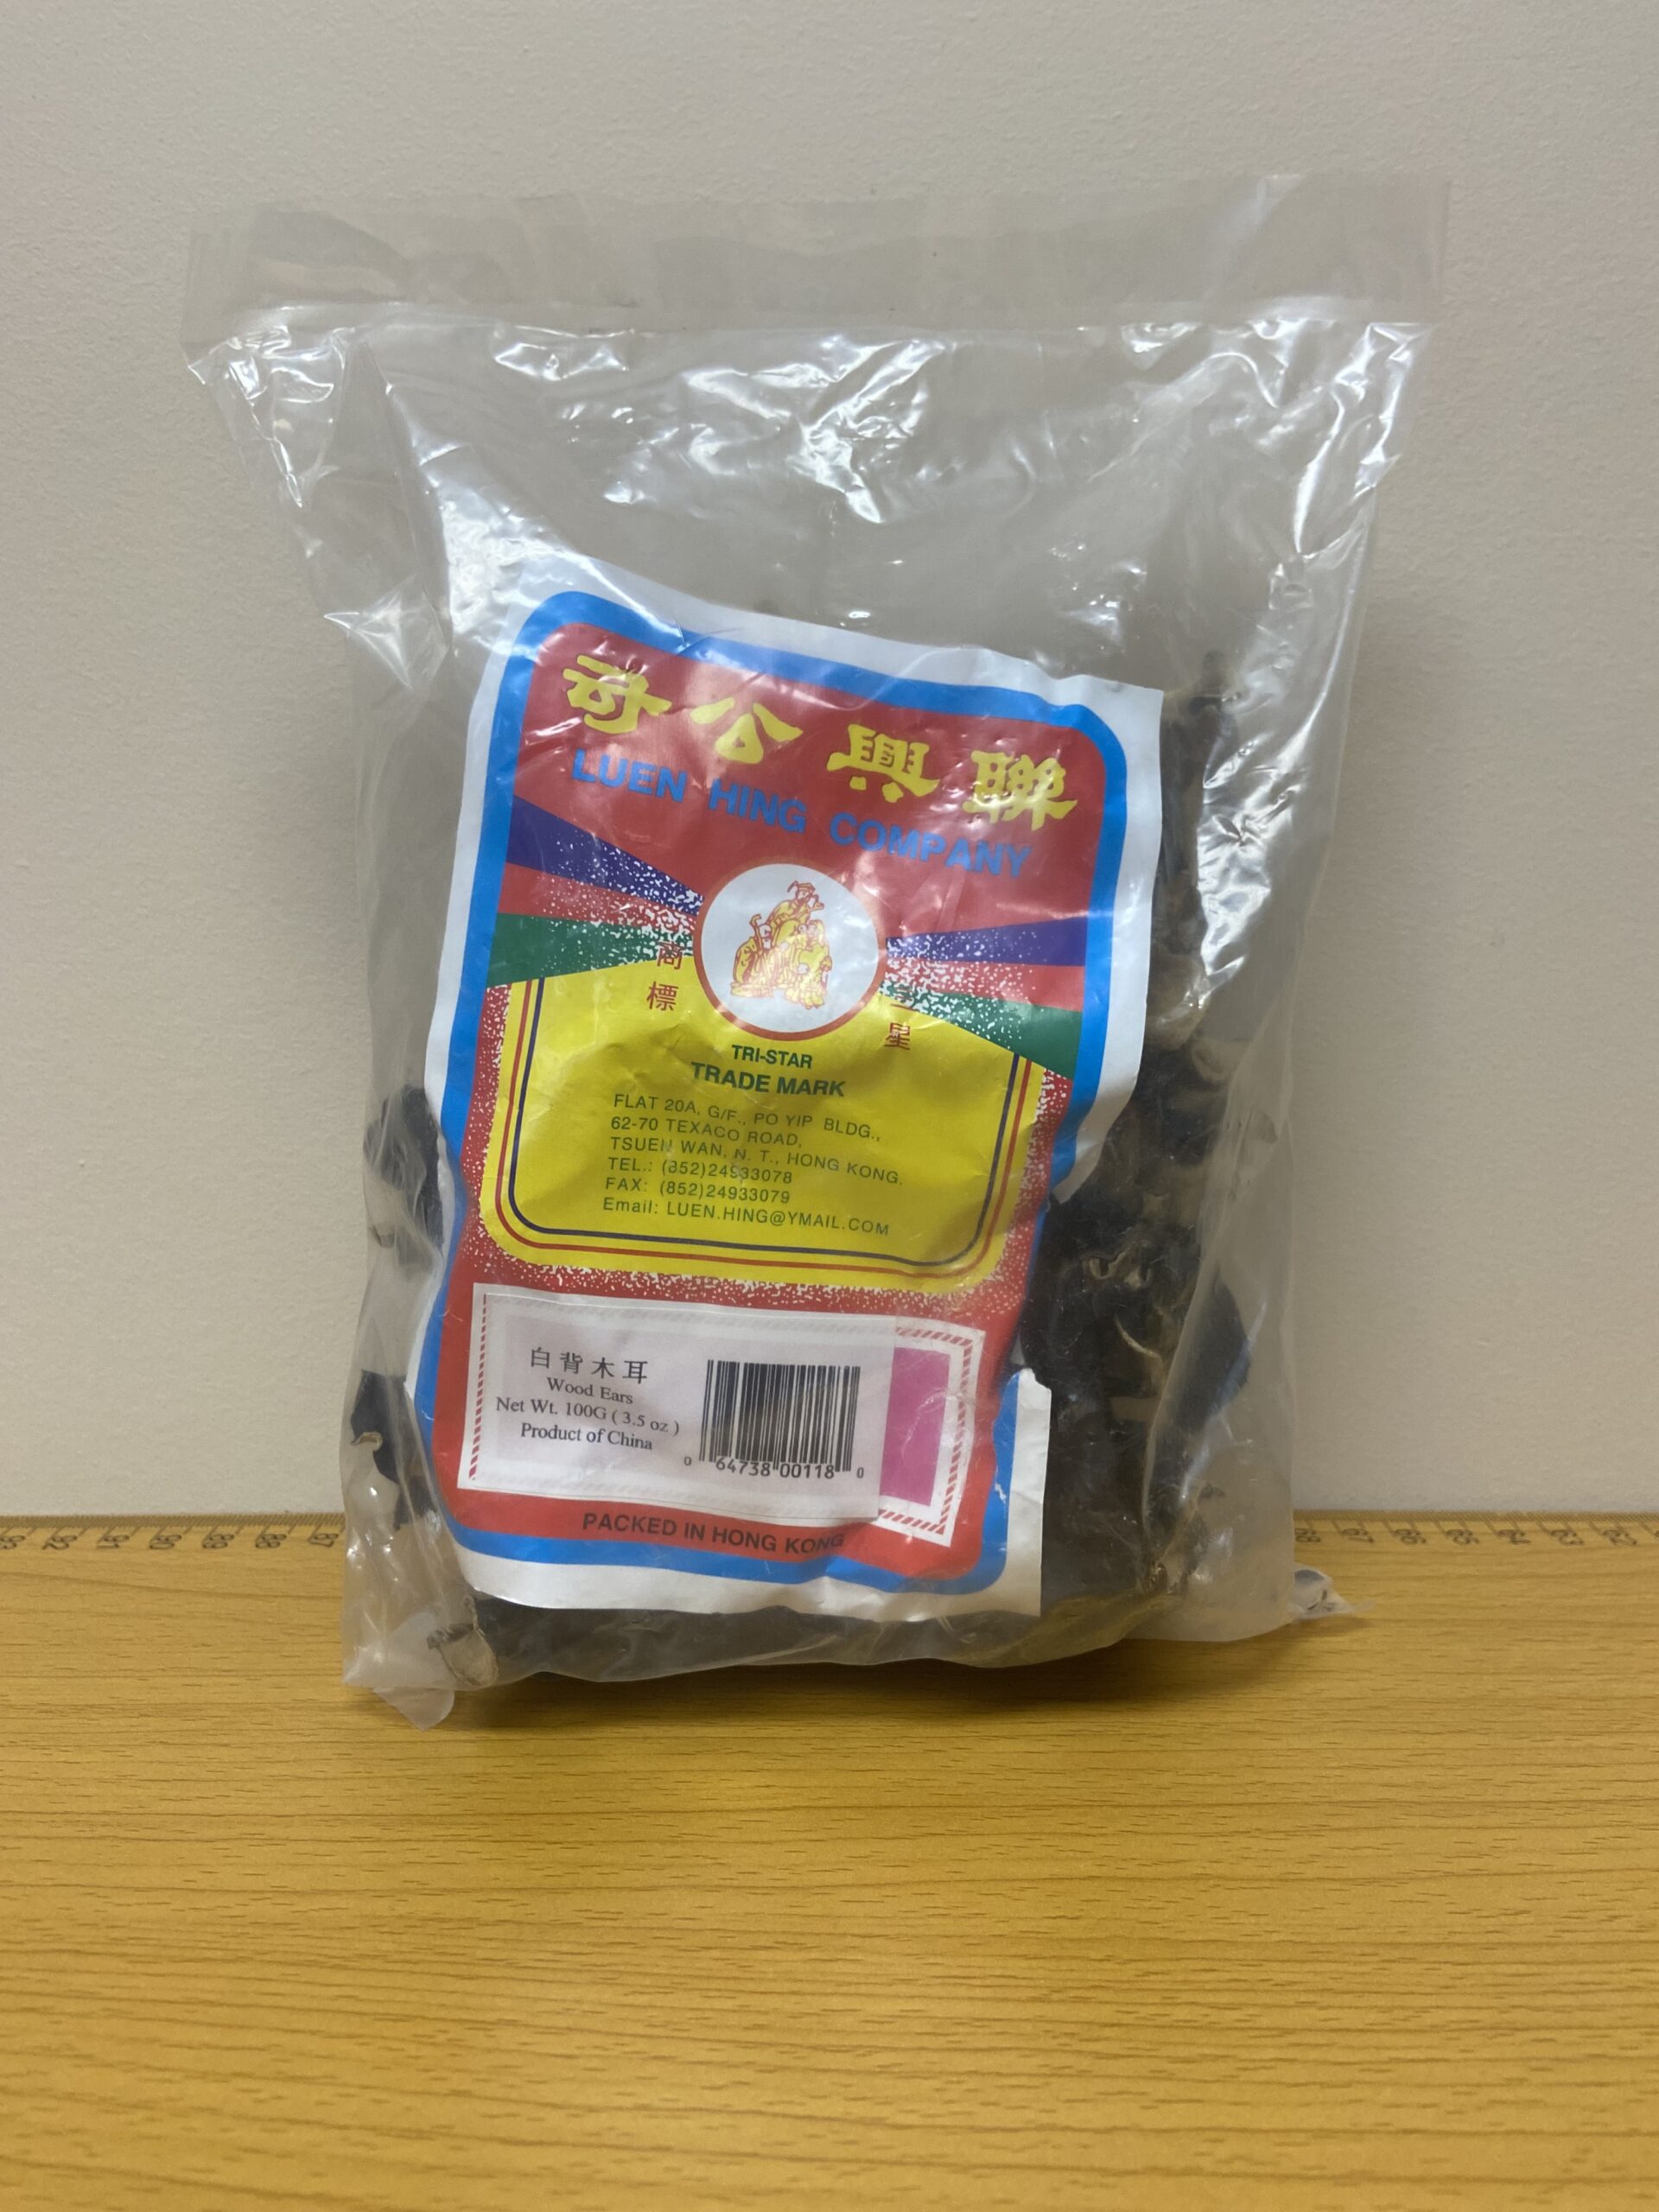 聯興公司
LUEN HING COMPANY
三星
商標
TRI-STAR
TRADE MARK
FLAT 20A, G/F., PO YIP BLDG.,
62-70 TEXACO ROAD,
TSUEN WAN, N. T., HONG KONG.
TEL.: (852)24933078
FAX: (852)24933079
Email: LUEN.HING@YMAIL.COM
白背木耳
Wood Ears
Net Wt. 100G ( 3.5 oz )
Product of China
0 64738 00118 0
PACKED IN HONG KONG